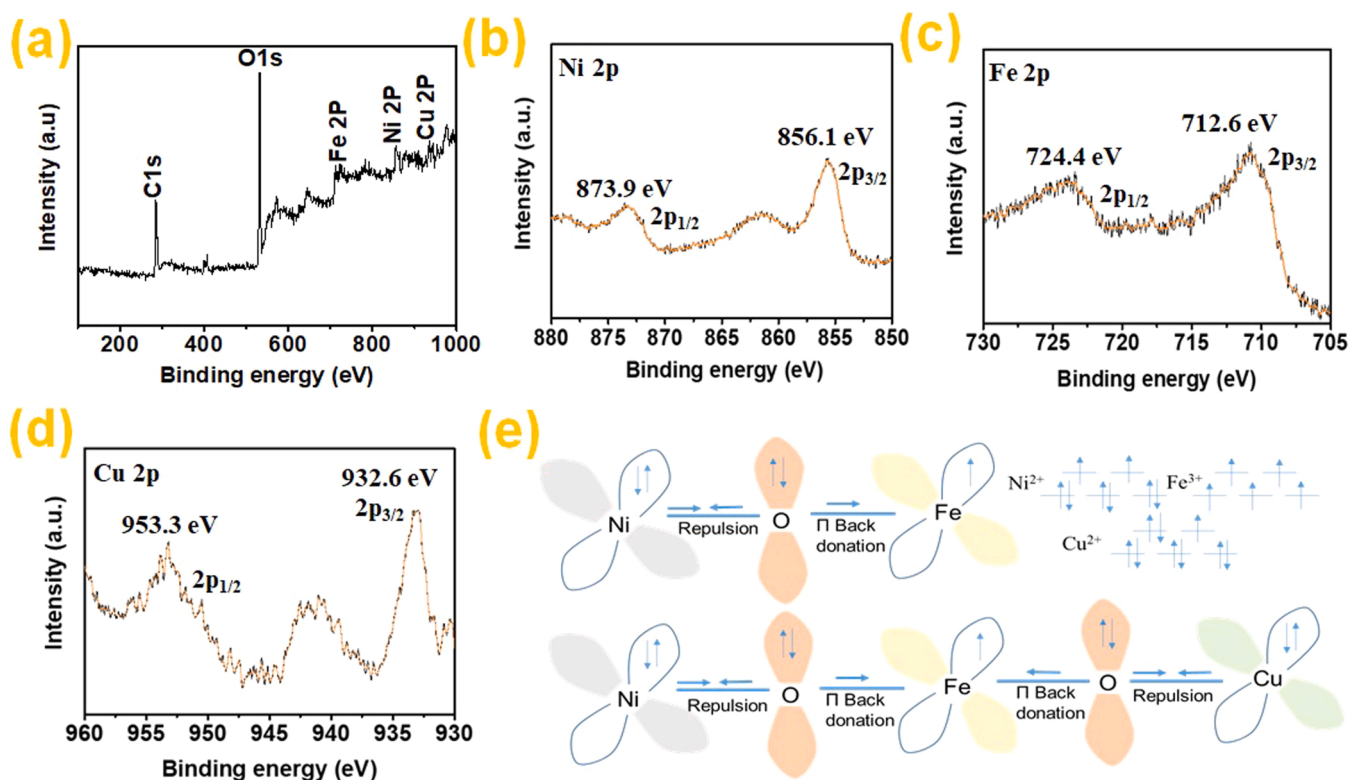 (a)
C1s
O1s
Fe 2P
Ni 2P
Cu 2P
Intensity (a.u)
200 400 600 800 1000
Binding energy (eV)
(b)
Ni 2p
873.9 eV
2p1/2
856.1 eV
2p3/2
Intensity (a.u.)
880 875 870 865 860 855 850
Binding energy (eV)
(c)
Fe 2p
724.4 eV
2p1/2
712.6 eV
2p3/2
Intensity (a.u.)
730 725 720 715 710 705
Binding energy (eV)
(d)
Cu 2p
953.3 eV
2p1/2
932.6 eV
2p3/2
Intensity (a.u.)
960 955 950 945 940 935 930
Binding energy (eV)
(e)
Ni
Repulsion
O
Π Back
donation
Fe
Ni2+
Fe3+
Cu2+
Ni
Repulsion
O
Π Back
donation
Fe
Π Back
donation
O
Repulsion
Cu